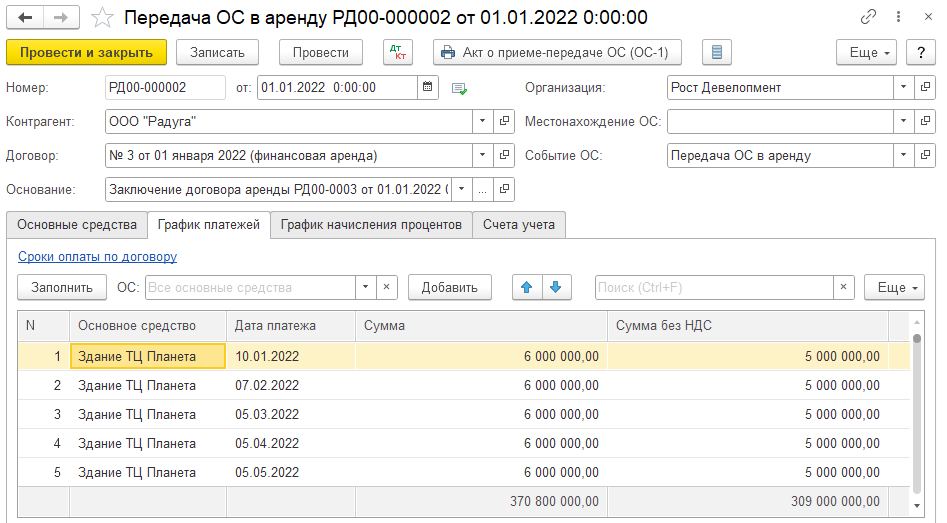 Передача ОС в аренду РД00-000002 от 01.01.2022 0:00:00
Провести и закрыть Записать Провести Дт Кт Акт о приеме-передаче ОС (ОС-1) Еще ?
Номер: РД00-000002 от: 01.01.2022 0:00:00 Организация: Рост Девелопмент
Контрагент: ООО "Радуга" Местонахождение ОС:
Договор: № 3 от 01 января 2022 (финансовая аренда) Событие ОС: Передача ОС в аренду
Основание: Заключение договора аренды РД00-0003 от 01.01.2022 ...
Основные средства График платежей График начисления процентов Счета учета
Сроки оплаты по договору
Заполнить ОС: Все основные средства Добавить Поиск (Ctrl+F) Еще
N Основное средство Дата платежа Сумма Сумма без НДС
1 Здание ТЦ Планета 10.01.2022 6 000 000,00 5 000 000,00
2 Здание ТЦ Планета 07.02.2022 6 000 000,00 5 000 000,00
3 Здание ТЦ Планета 05.03.2022 6 000 000,00 5 000 000,00
4 Здание ТЦ Планета 05.04.2022 6 000 000,00 5 000 000,00
5 Здание ТЦ Планета 05.05.2022 6 000 000,00 5 000 000,00
370 800 000,00 309 000 000,00